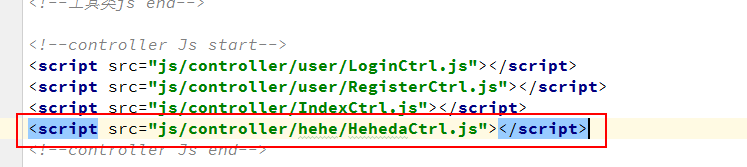 <!--工具类js end-->
<!--controller Js start-->
<script src="js/controller/user/LoginCtrl.js"></script>
<script src="js/controller/user/RegisterCtrl.js"></script>
<script src="js/controller/IndexCtrl.js"></script>
<script src="js/controller/hehe/HehedaCtrl.js"></script>
<!--controller Js end-->